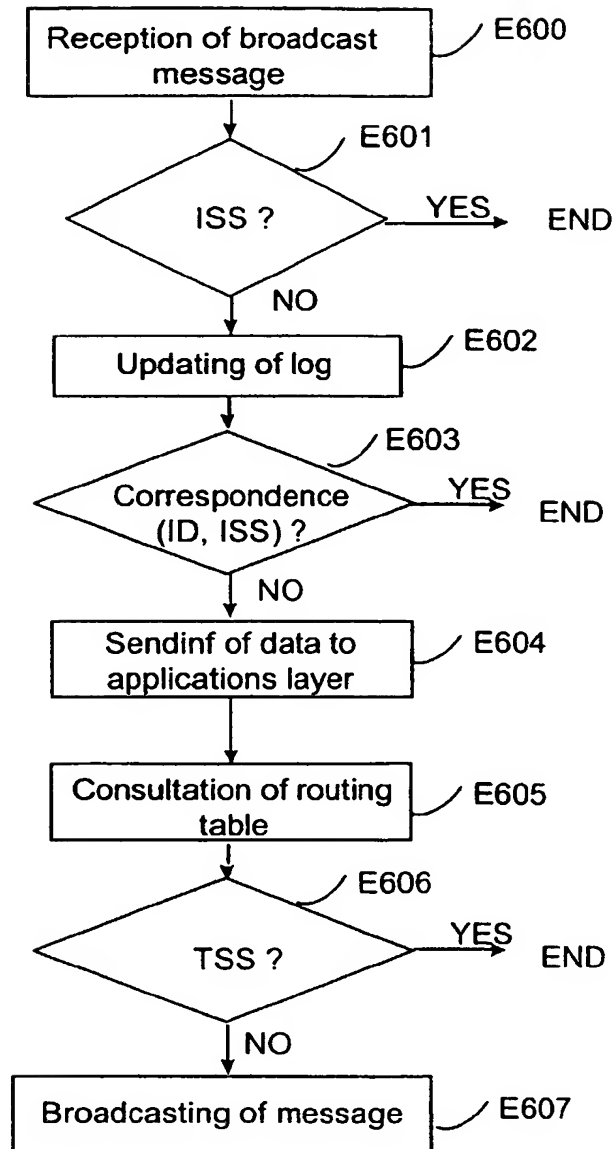 Reception of broadcast
message
E600
E601
ISS ?
YES
END
NO
Updating of log
E602
E603
Correspondence
(ID, ISS) ?
YES
END
NO
Sendinf of data to
applications layer
E604
Consultation of routing
table
E605
E606
TSS ?
YES
END
NO
Broadcasting of message
E607